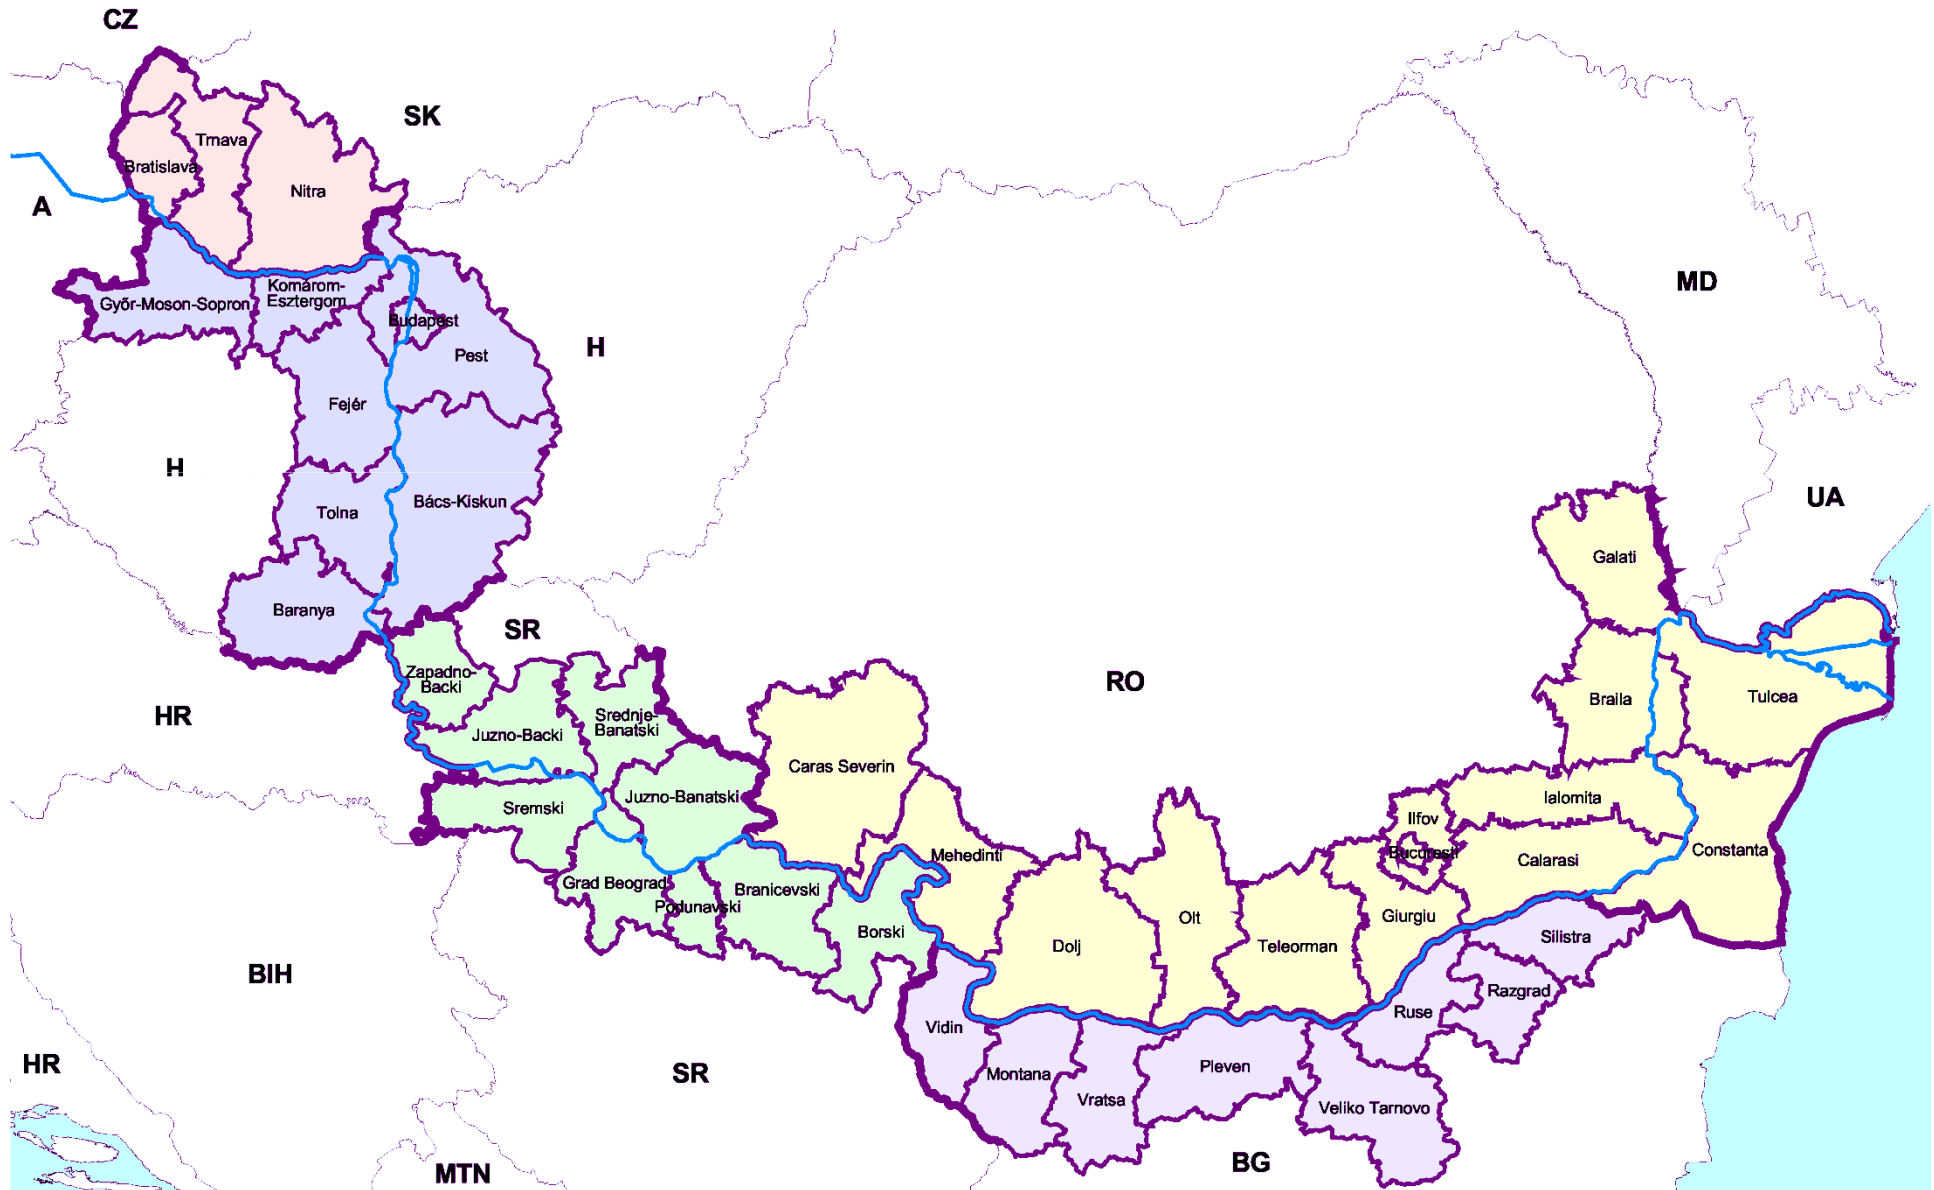 CZ
SK
Trnava
Bratislava
Nitra
A
MD
Komárom-
Esztergom
Győr-Moson-Sopron
Budapest
H
Pest
Fejér
H
UA
Bács-Kiskun
Tolna
Galati
Baranya
SR
Zapadno-
Backi
RO
Braila
Tulcea
HR
Srednje-
Banatski
Juzno-Backi
Caras Severin
Juzno-Banatski
Sremski
Ialomita
Ilfov
Bucuresti
Constanta
Mehedinti
Calarasi
Grad Beograd
Branicevski
Podunavski
Giurgiu
Olt
Borski
Dolj
Teleorman
Silistra
BIH
Razgrad
Ruse
Vidin
HR
SR
Montana
Pleven
Vratsa
Veliko Tarnovo
MTN
BG